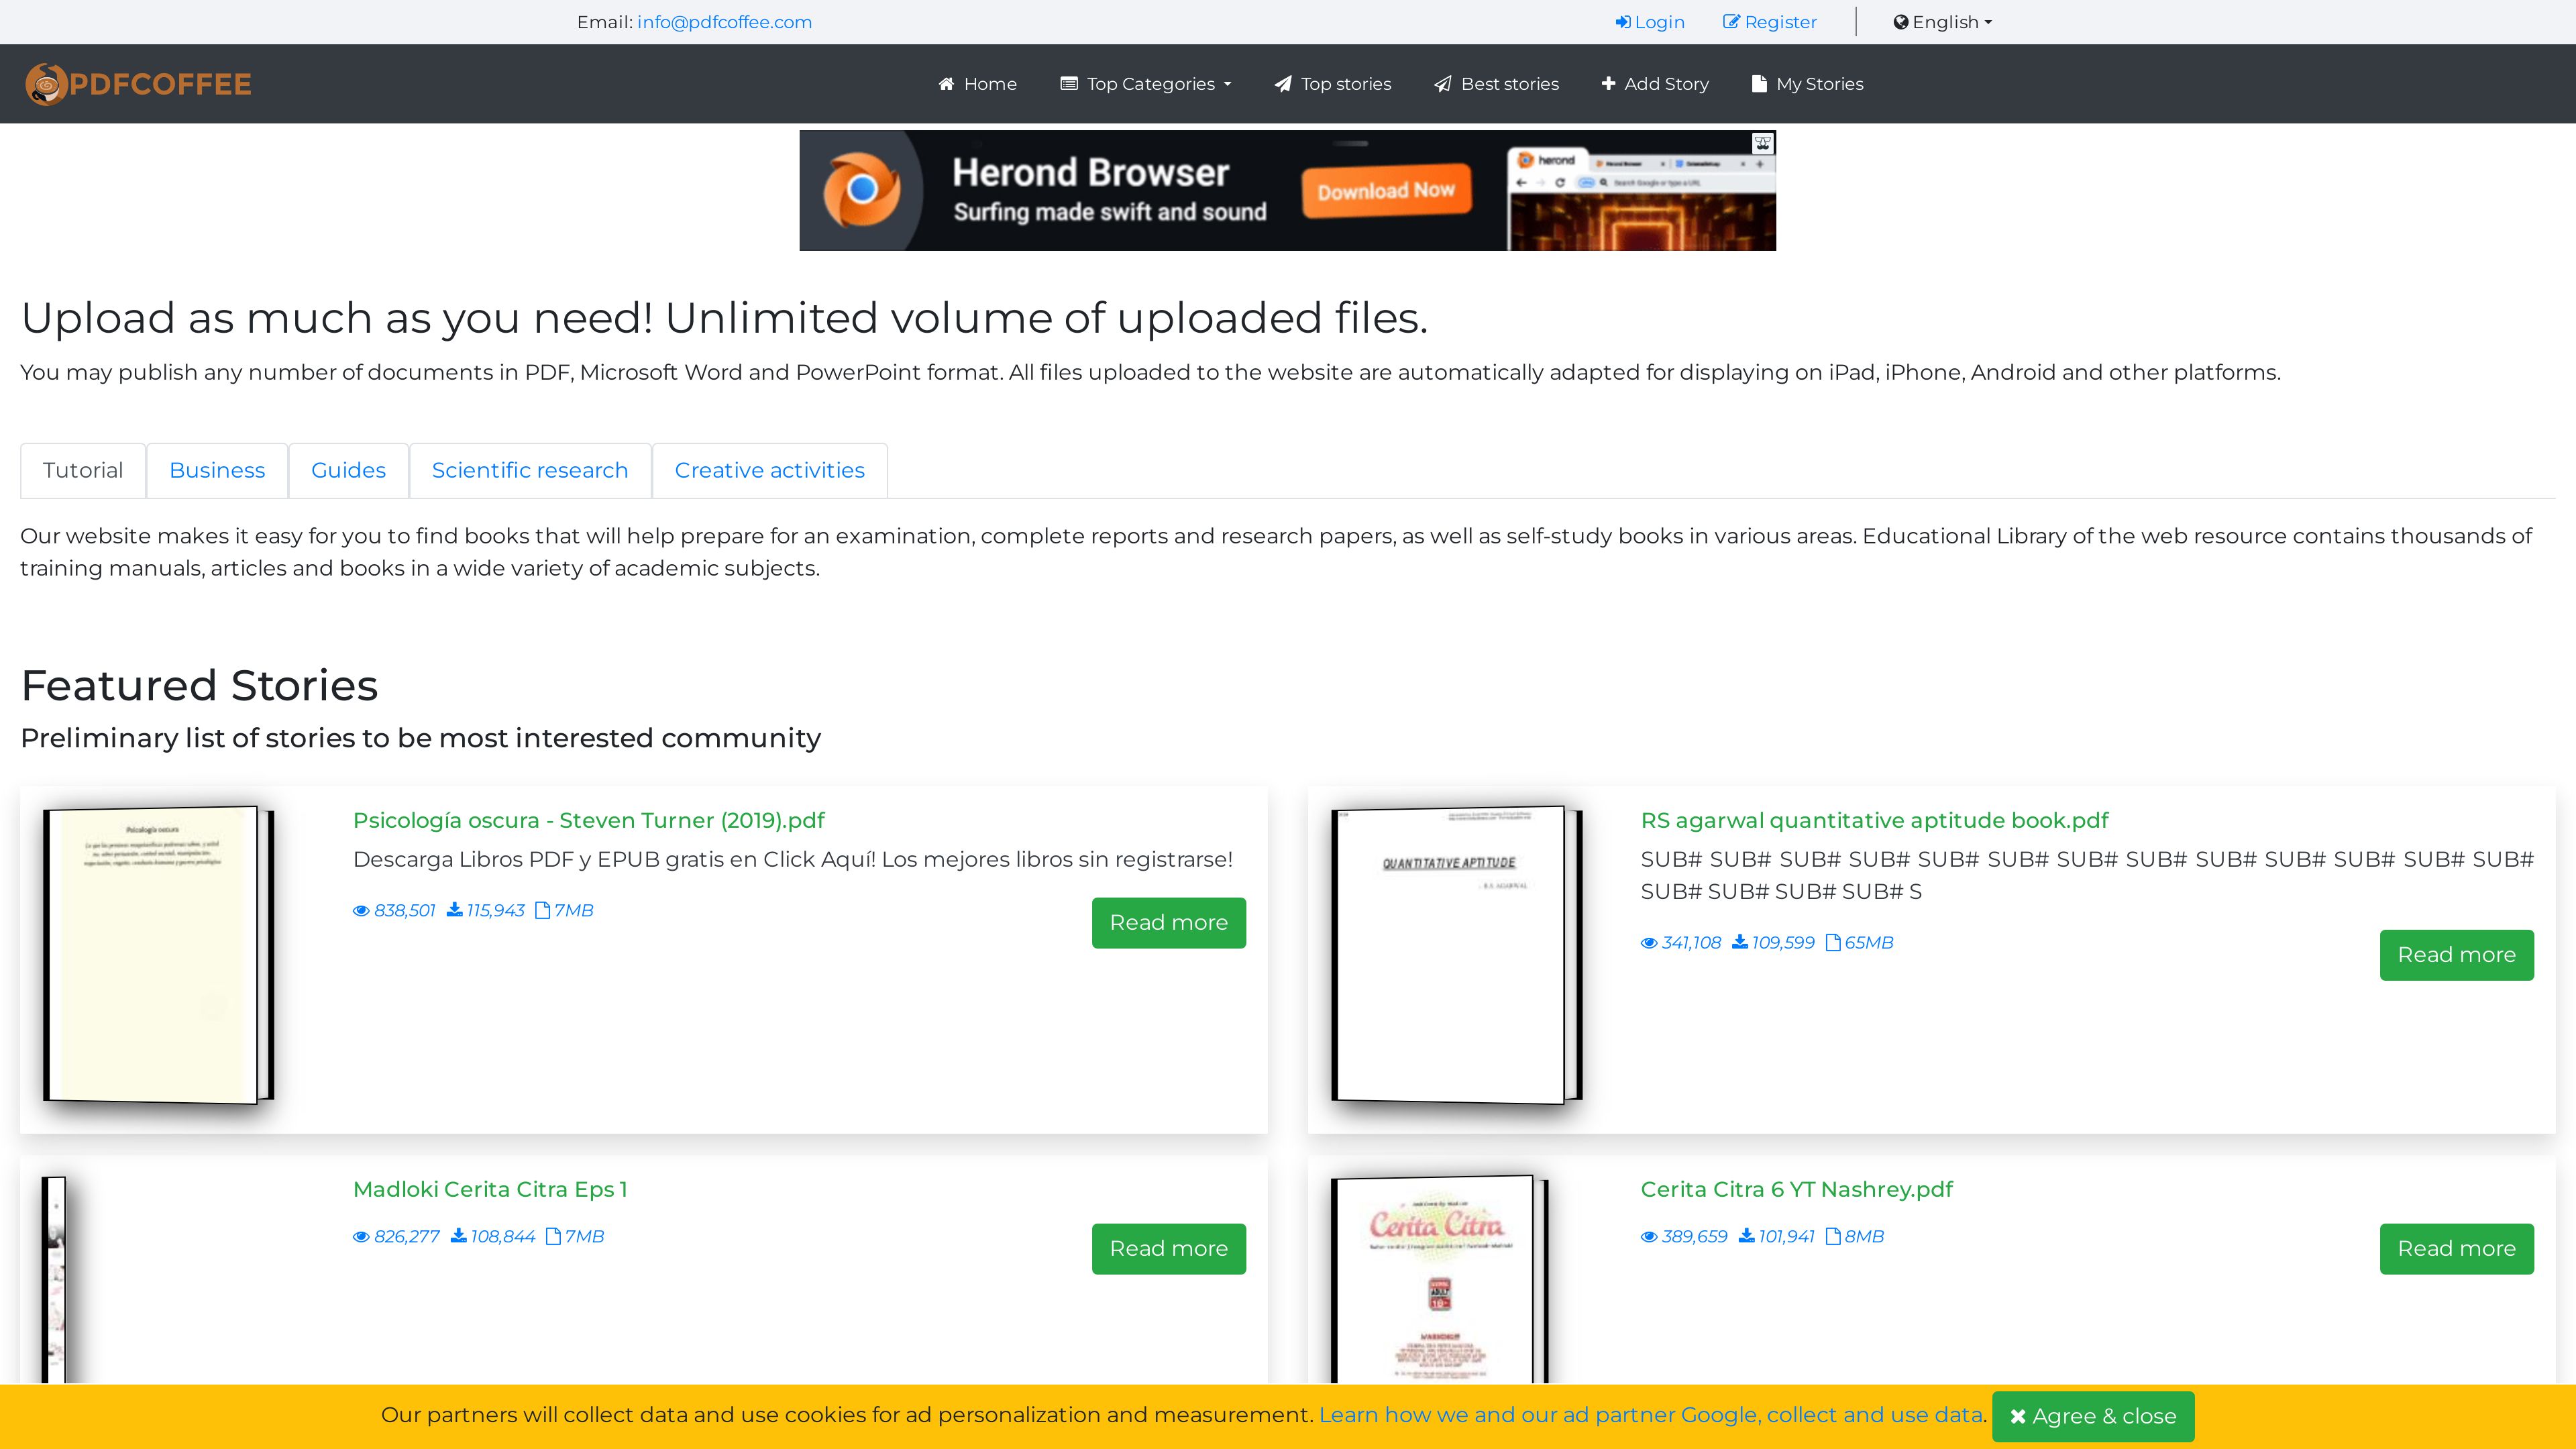 Email: info@pdfcoffee.com
Login
Register
English
PDFCOFFEE
Home
Top Categories
Top stories
Best stories
Add Story
My Stories
Herond Browser
Surfing made swift and sound
Download Now
herond
Upload as much as you need! Unlimited volume of uploaded files.
You may publish any number of documents in PDF, Microsoft Word and PowerPoint format. All files uploaded to the website are automatically adapted for displaying on iPad, iPhone, Android and other platforms.
Tutorial
Business
Guides
Scientific research
Creative activities
Our website makes it easy for you to find books that will help prepare for an examination, complete reports and research papers, as well as self-study books in various areas. Educational Library of the web resource contains thousands of
training manuals, articles and books in a wide variety of academic subjects.
Featured Stories
Preliminary list of stories to be most interested community
Psicología oscura
Psicología oscura - Steven Turner (2019).pdf
Descarga Libros PDF y EPUB gratis en Click Aquí! Los mejores libros sin registrarse!
838,501 115,943 7MB
Read more
QUANTITATIVE APTITUDE
RS agarwal quantitative aptitude book.pdf
SUB# SUB# SUB# SUB# SUB# SUB# SUB# SUB# SUB# SUB# SUB# SUB# SUB#
SUB# SUB# SUB# SUB# S
341,108 109,599 65MB
Read more
Madloki Cerita Citra Eps 1
826,277 108,844 7MB
Read more
Cerita Citra
Cerita Citra 6 YT Nashrey.pdf
389,659 101,941 8MB
Read more
Our partners will collect data and use cookies for ad personalization and measurement. Learn how we and our ad partner Google, collect and use data.
Agree & close